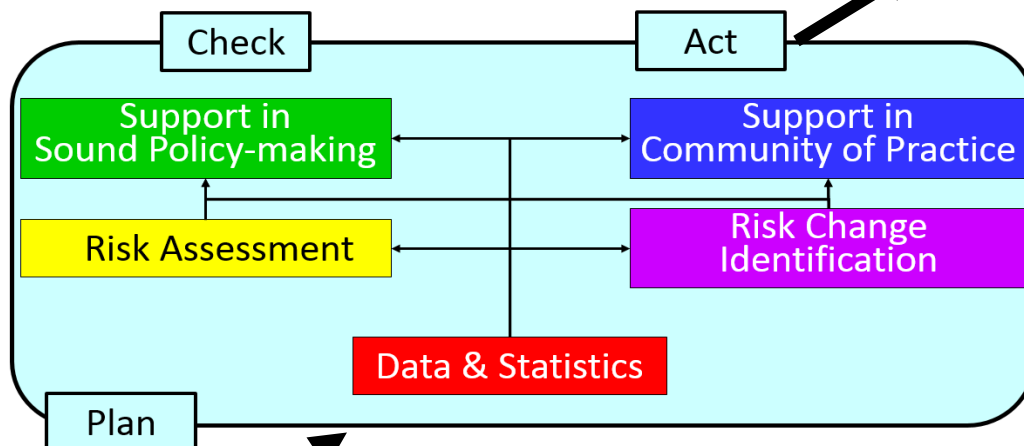 Check
Act
Support in
Sound Policy-making
Support in
Community of Practice
Risk Assessment
Risk Change
Identification
Data & Statistics
Plan